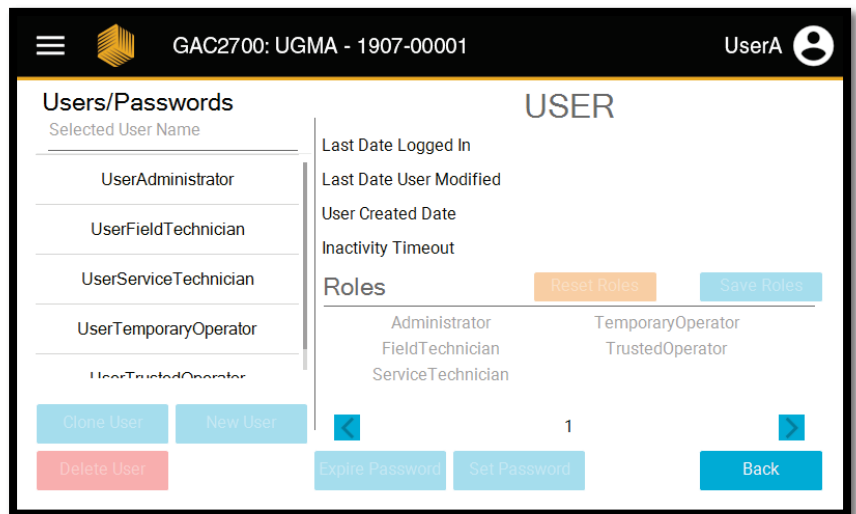 GAC2700: UGMA - 1907-00001
UserA
Users/Passwords
Selected User Name
UserAdministrator
UserFieldTechnician
UserServiceTechnician
UserTemporaryOperator
UserTrustedOperator
Clone User
New User
Delete User
USER
Last Date Logged In
Last Date User Modified
User Created Date
Inactivity Timeout
Roles
Reset Roles
Save Roles
Administrator
TemporaryOperator
FieldTechnician
TrustedOperator
ServiceTechnician
1
Expire Password
Set Password
Back